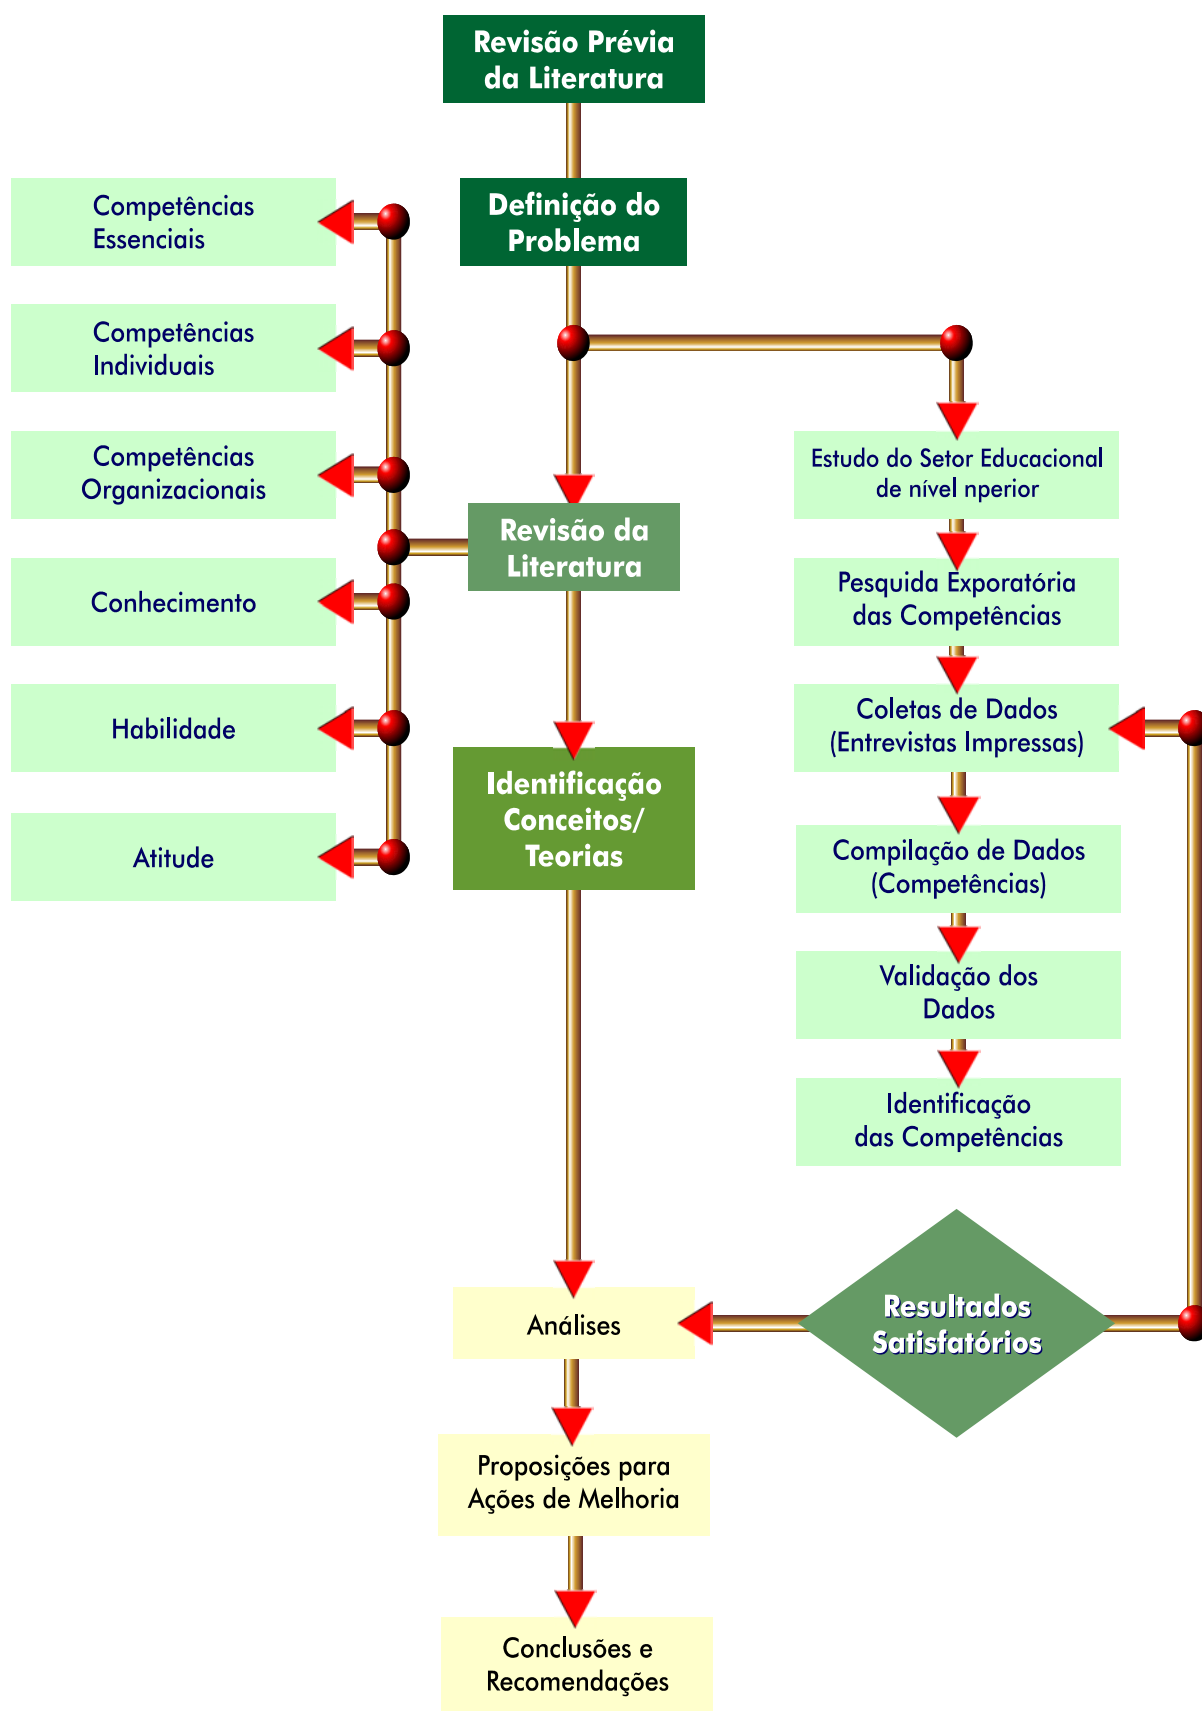 Revisão Prévia
da Literatura
Definição do
Problema
Competências
Essenciais
Competências
Individuais
Competências
Organizacionais
Conhecimento
Habilidade
Atitude
Revisão da
Literatura
Identificação
Conceitos/
Teorias
Estudo do Setor Educacional
de nível nperior
Pesquida Exporatória
das Competências
Coletas de Dados
(Entrevistas Impressas)
Compilação de Dados
(Competências)
Validação dos
Dados
Identificação
das Competências
Resultados
Satisfatórios
Análises
Proposições para
Ações de Melhoria
Conclusões e
Recomendações